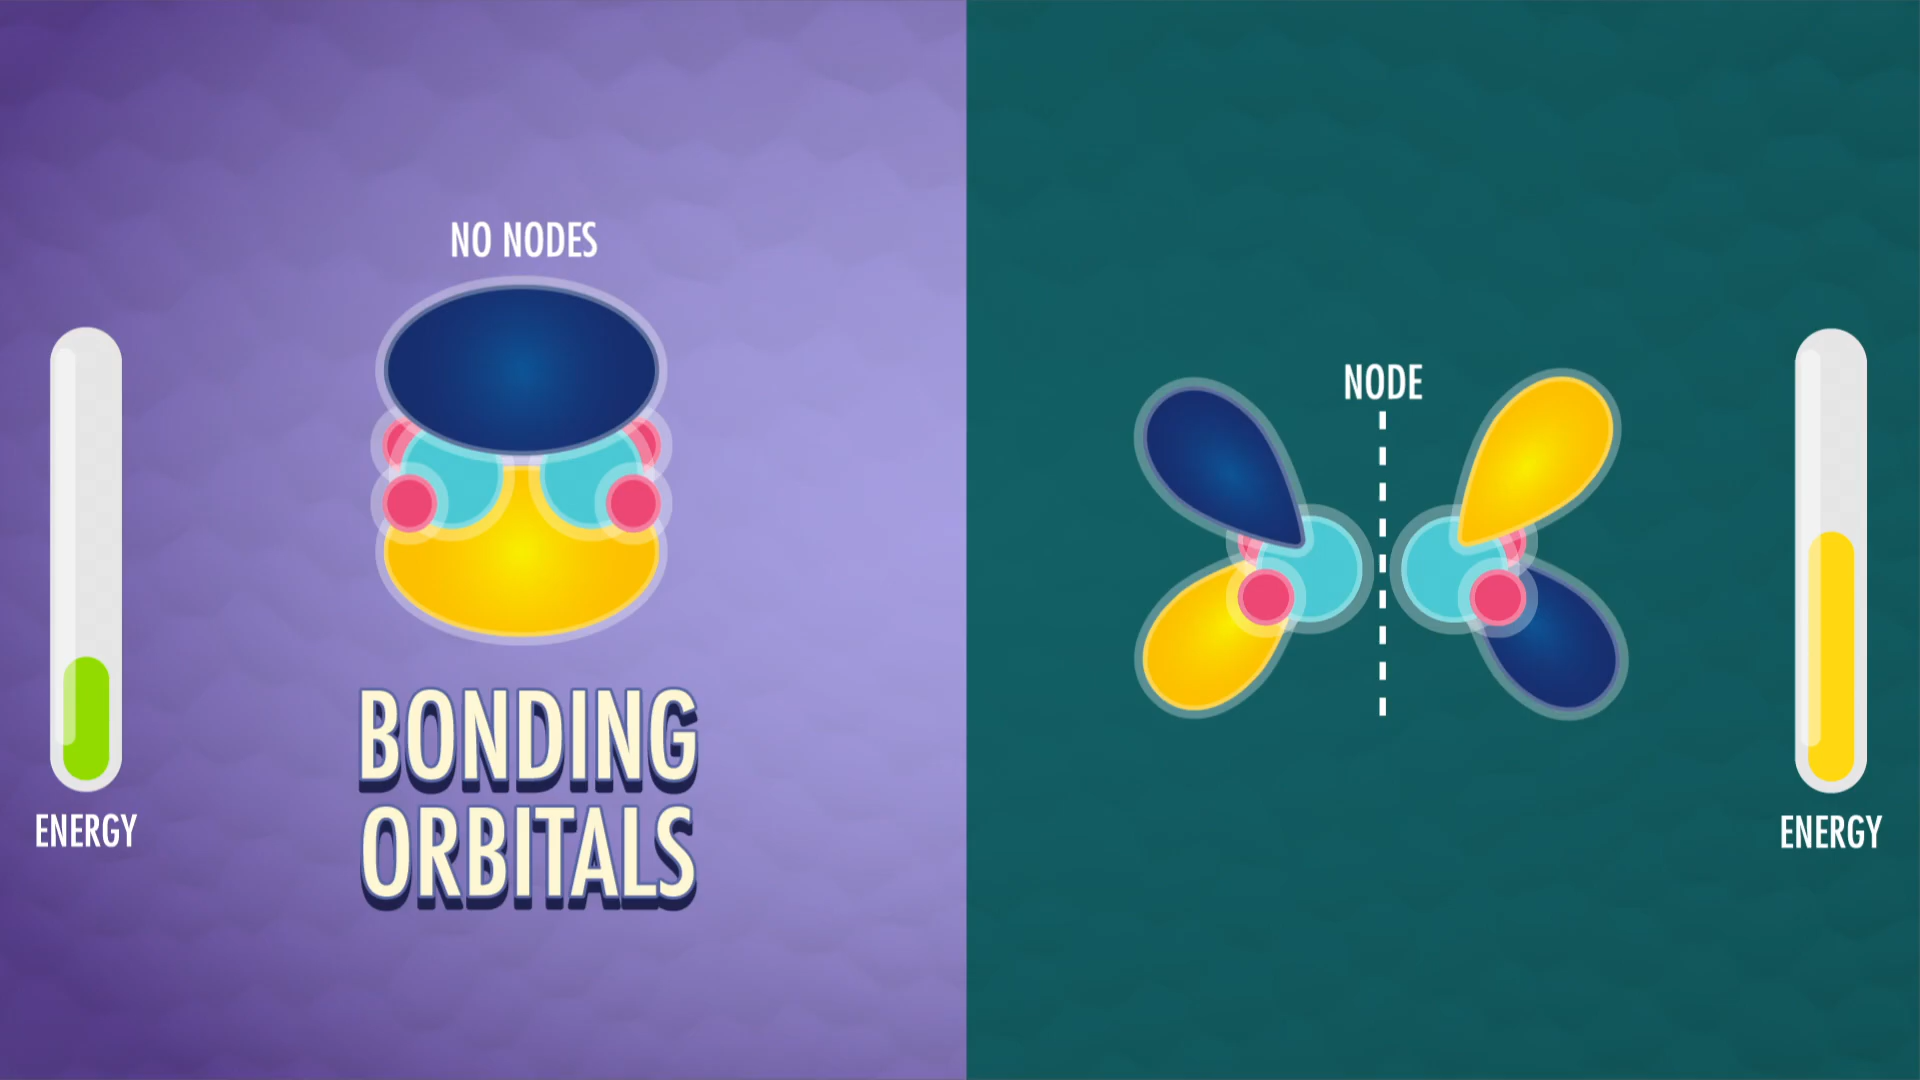 NO NODES
ENERGY
BONDING
ORBITALS
NODE
ENERGY